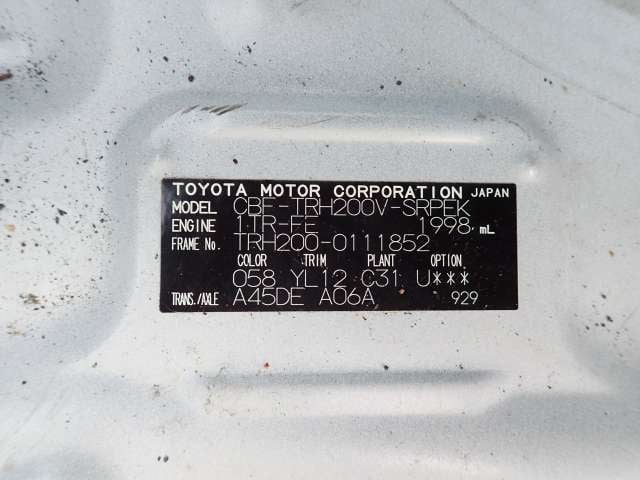 TOYOTA MOTOR CORPORATION JAPAN
MODEL CBF-TRH200V-SRPEK
ENGINE 1TR-FE 1998 mL
FRAME No. TRH200-0111852
COLOR TRIM PLANT OPTION
058 YL12 C31 U***
TRANS./AXLE A45DE A06A 929